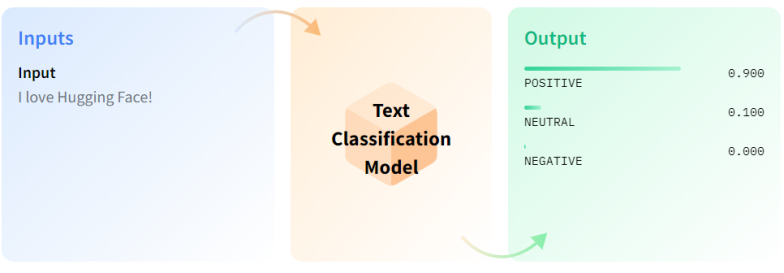 Inputs
Input
I love Hugging Face!
Text
Classification
Model
Output
POSITIVE 0.900
NEUTRAL 0.100
NEGATIVE 0.000